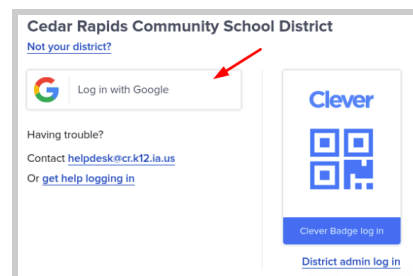 Cedar Rapids Community School District
Not your district?
Log in with Google
Having trouble?
Contact helpdesk@cr.k12.ia.us
Or get help logging in
Clever
Clever Badge log in
District admin log in